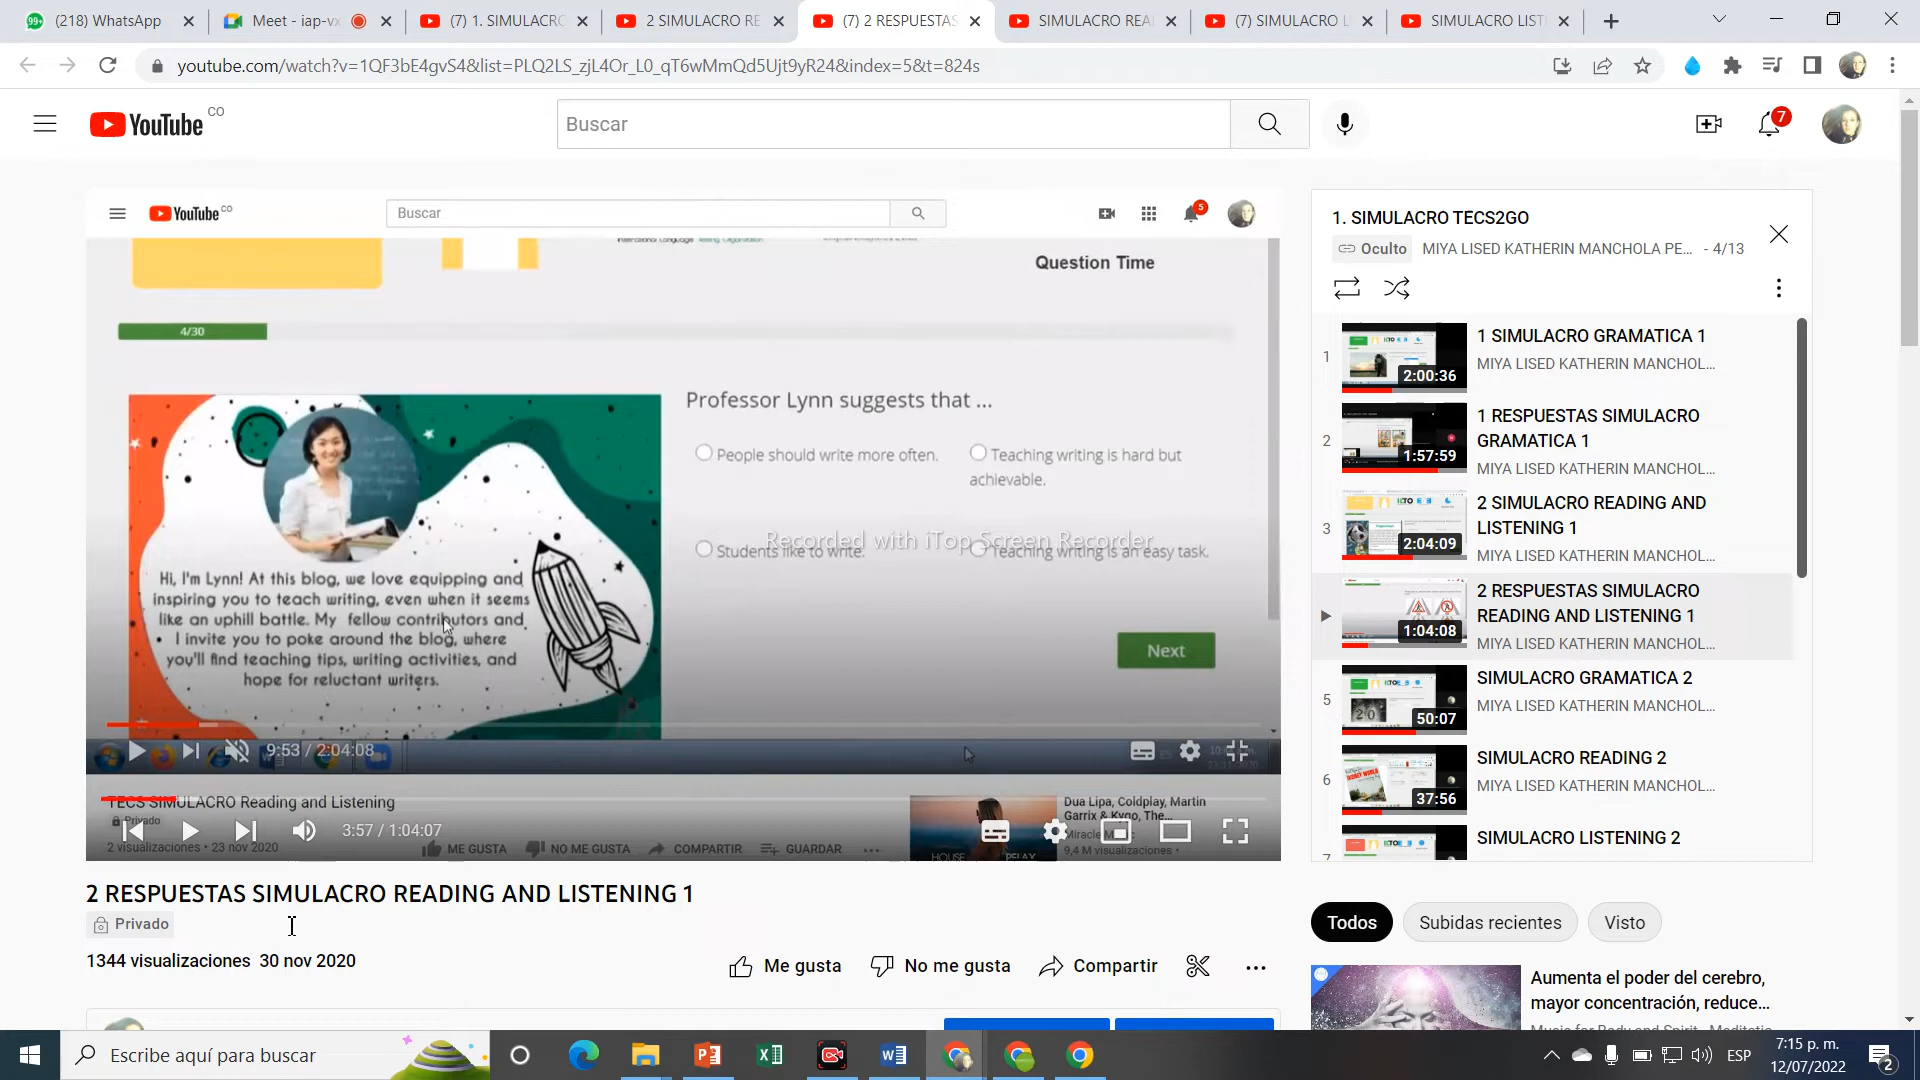 (218) WhatsApp
Meet - iap-vx
(7) 1. SIMULACRO
2 SIMULACRO RE
(7) 2 RESPUESTAS
SIMULACRO REA
(7) SIMULACRO L
SIMULACRO LIST
youtube.com/watch?v=1QF3bE4gvS4&list=PLQ2LS_zjL4Or_L0_qT6wMmQd5Ujt9yR24&index=5&t=824s
YouTube CO
Buscar
7
YouTube CO
Buscar
5
Question Time
4/30
Professor Lynn suggests that ...
People should write more often.
Teaching writing is hard but
achievable.
Students like to write.
Teaching writing is an easy task.
Recorded with iTop Screen Recorder
Hi, I'm Lynn! At this blog, we love equipping and
inspiring you to teach writing, even when it seems
like an uphill battle. My fellow contributors and
I invite you to poke around the blog, where
you'll find teaching tips, writing activities, and
hope for reluctant writers.
Next
9:53 / 2:04:08
TECS SIMULACRO Reading and Listening
Privado
2 visualizaciones • 23 nov 2020
3:57 / 1:04:07
ME GUSTA
NO ME GUSTA
COMPARTIR
GUARDAR
Dua Lipa, Coldplay, Martin
Garrix & Kygo, The...
Miracle Music
9,4 M visualizaciones •
HOUSE RELAX
2 RESPUESTAS SIMULACRO READING AND LISTENING 1
Privado
1344 visualizaciones 30 nov 2020
Me gusta
No me gusta
Compartir
1. SIMULACRO TECS2GO
Oculto
MIYA LISED KATHERIN MANCHOLA PE... - 4/13
1
2:00:36
1 SIMULACRO GRAMATICA 1
MIYA LISED KATHERIN MANCHOL...
2
1:57:59
1 RESPUESTAS SIMULACRO
GRAMATICA 1
MIYA LISED KATHERIN MANCHOL...
3
2:04:09
2 SIMULACRO READING AND
LISTENING 1
MIYA LISED KATHERIN MANCHOL...
1:04:08
2 RESPUESTAS SIMULACRO
READING AND LISTENING 1
MIYA LISED KATHERIN MANCHOL...
5
50:07
SIMULACRO GRAMATICA 2
MIYA LISED KATHERIN MANCHOL...
6
37:56
SIMULACRO READING 2
MIYA LISED KATHERIN MANCHOL...
7
SIMULACRO LISTENING 2
Todos
Subidas recientes
Visto
Aumenta el poder del cerebro,
mayor concentración, reduce...
Music for Body and Spirit - Meditatio
Escribe aquí para buscar
ESP
7:15 p. m.
12/07/2022
2